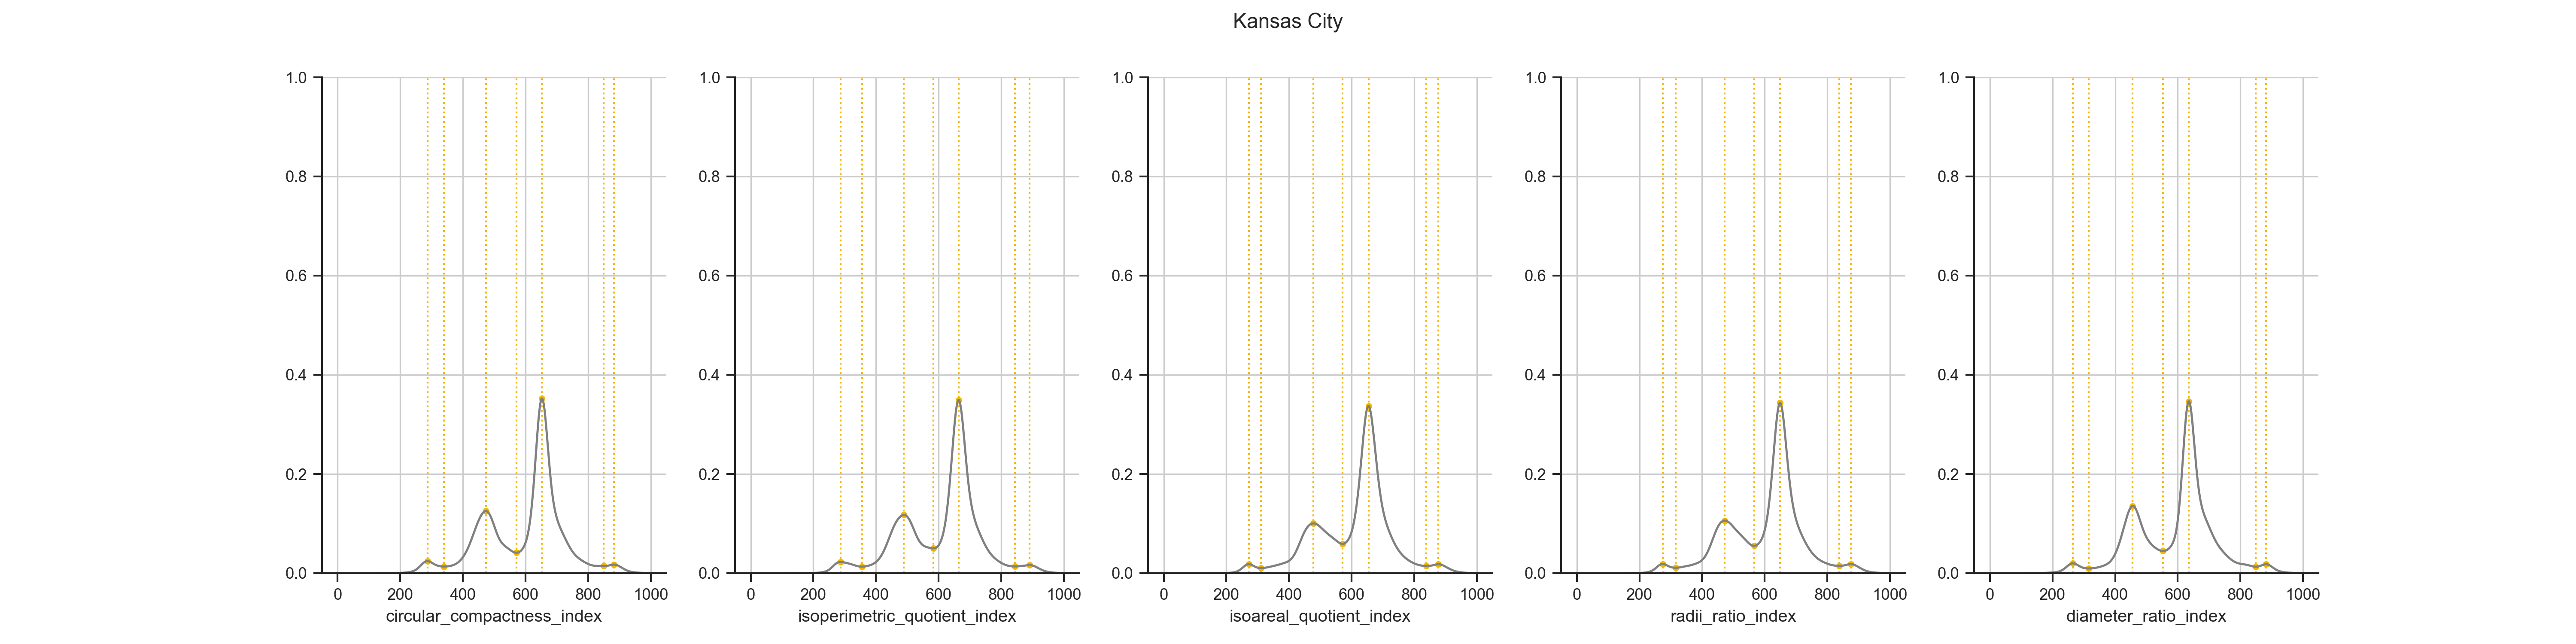 Kansas City
1.0 1.0 1.0 1.0 1.0
0.8 0.8 0.8 0.8 0.8
0.6 0.6 0.6 0.6 0.6
0.4 0.4 0.4 0.4 0.4
0.2 0.2 0.2 0.2 0.2
0.0 0.0 0.0 0.0 0.0
0 200 400 600 800 1000 0 200 400 600 800 1000 0 200 400 600 800 1000 0 200 400 600 800 1000 0 200 400 600 800 1000
circular_compactness_index isoperimetric_quotient_index isoareal_quotient_index radii_ratio_index diameter_ratio_index